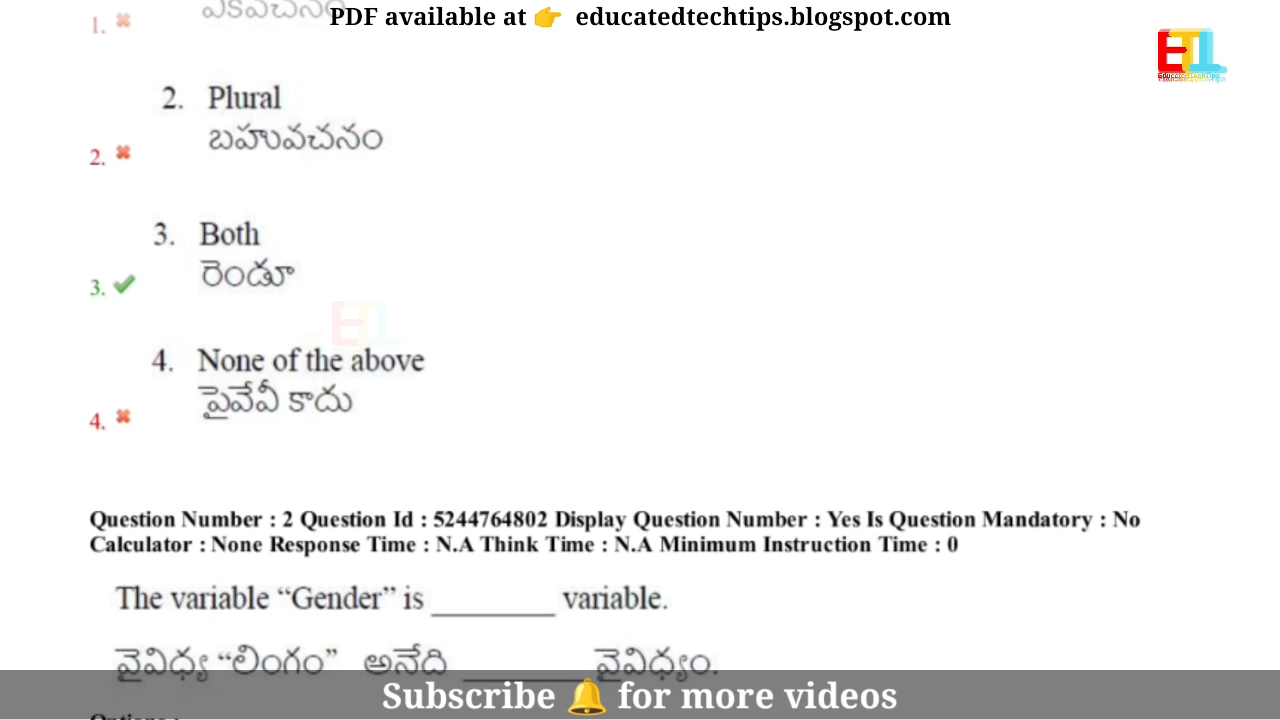 PDF available at 👉 educatedtechtips.blogspot.com
ఏకవచనం
1.
2. Plural
బహువచనం
2.
3. Both
రెండూ
3.
4. None of the above
పైవేవీ కాదు
4.
Question Number : 2 Question Id : 5244764802 Display Question Number : Yes Is Question Mandatory : No
Calculator : None Response Time : N.A Think Time : N.A Minimum Instruction Time : 0
The variable “Gender” is ________ variable.
వైవిధ్య “లింగం” అనేది ________ వైవిధ్యం.
Subscribe 🔔 for more videos